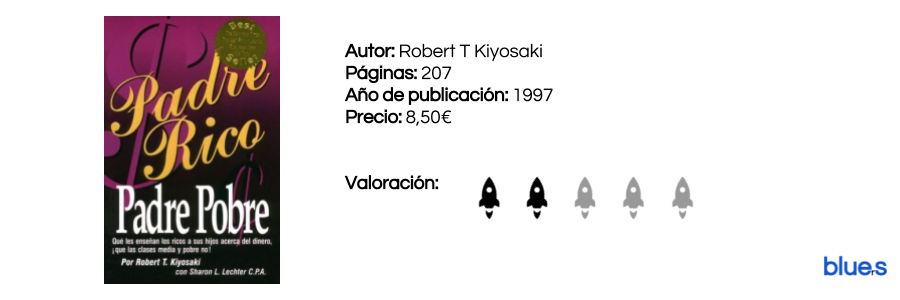 Best
Seller
Padre
Rico
Padre Pobre
Qué les enseñan los ricos a sus hijos acerca del dinero,
¡que las clases media y pobre no!
Por Robert T. Kiyosaki
con Sharon L. Lechter C.P.A.
Autor: Robert T Kiyosaki
Páginas: 207
Año de publicación: 1997
Precio: 8,50€
Valoración:
blue,s